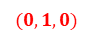 (0, 1, 0)